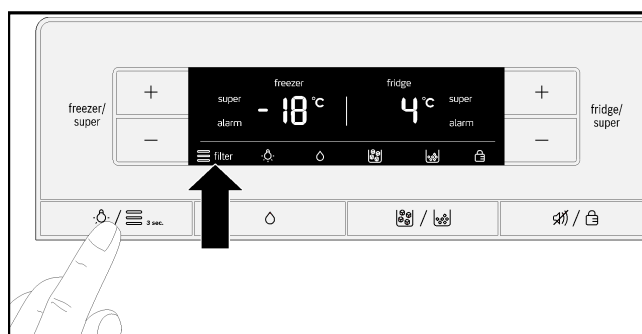 freezer/
super
+
−
freezer
fridge
super
- 18 °C
4 °C
super
alarm
alarm
filter
+
−
fridge/
super
/ 3 sec.
/
/